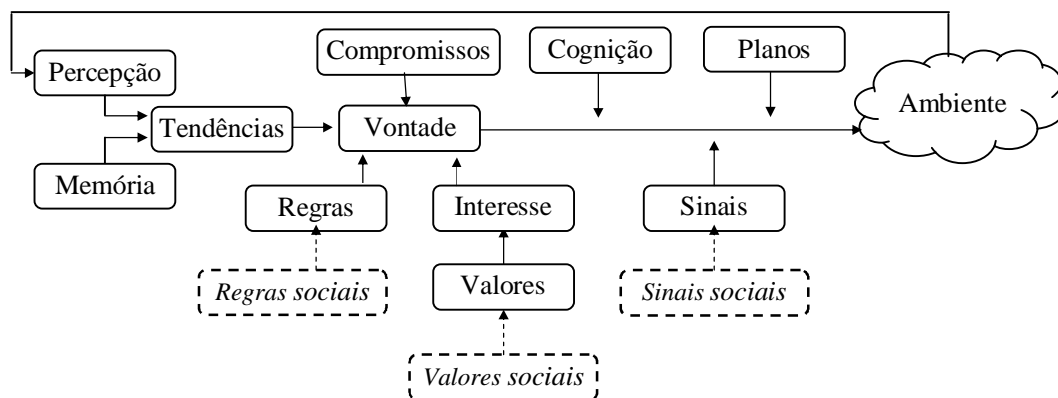 Compromissos
Cognição
Planos
Percepção
Ambiente
Tendências
Vontade
Memória
Regras
Interesse
Sinais
Regras sociais
Valores
Sinais sociais
Valores sociais